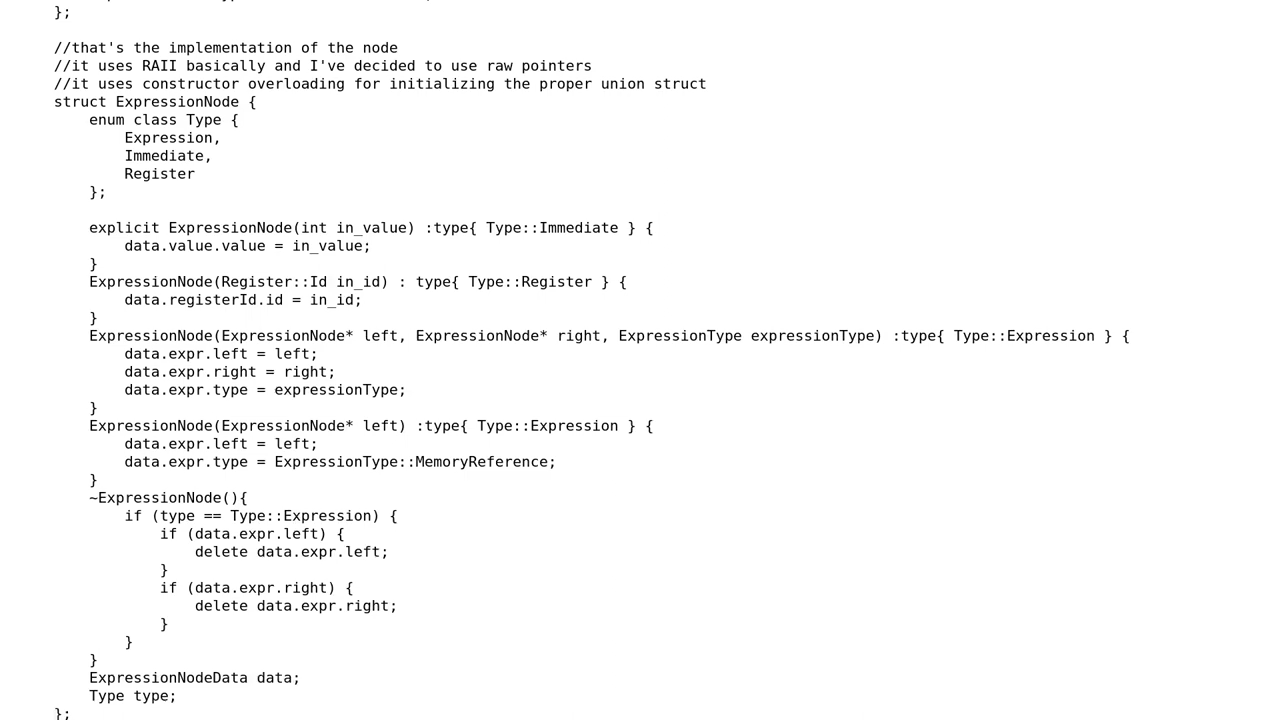 };
//that's the implementation of the node
//it uses RAII basically and I've decided to use raw pointers
//it uses constructor overloading for initializing the proper union struct
struct ExpressionNode {
    enum class Type {
        Expression,
        Immediate,
        Register
    };
    explicit ExpressionNode(int in_value) :type{ Type::Immediate } {
        data.value.value = in_value;
    }
    ExpressionNode(Register::Id in_id) : type{ Type::Register } {
        data.registerId.id = in_id;
    }
    ExpressionNode(ExpressionNode* left, ExpressionNode* right, ExpressionType expressionType) :type{ Type::Expression } {
        data.expr.left = left;
        data.expr.right = right;
        data.expr.type = expressionType;
    }
    ExpressionNode(ExpressionNode* left) :type{ Type::Expression } {
        data.expr.left = left;
        data.expr.type = ExpressionType::MemoryReference;
    }
    ~ExpressionNode(){
        if (type == Type::Expression) {
            if (data.expr.left) {
                delete data.expr.left;
            }
            if (data.expr.right) {
                delete data.expr.right;
            }
        }
    }
    ExpressionNodeData data;
    Type type;
};